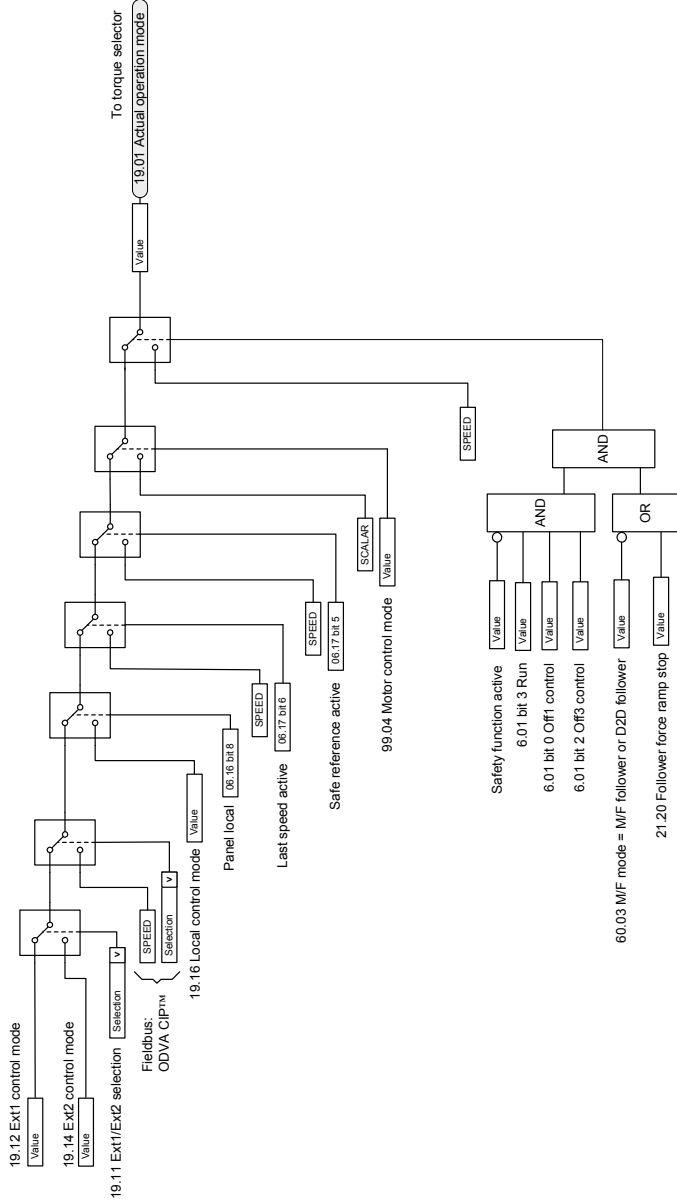 19.12 Ext1 control mode
Value
19.14 Ext2 control mode
Value
19.11 Ext1/Ext2 selection
Selection
v
Fieldbus:
ODVA CIP™
SPEED
Selection
v
19.16 Local control mode
Value
Panel local
06.16 bit 8
SPEED
Last speed active
06.17 bit 6
SPEED
Safe reference active
06.17 bit 5
SCALAR
99.04 Motor control mode
Value
SPEED
Safety function active
Value
6.01 bit 3 Run
Value
6.01 bit 0 Off1 control
Value
6.01 bit 2 Off3 control
Value
AND
60.03 M/F mode = M/F follower or D2D follower
Value
21.20 Follower force ramp stop
Value
OR
AND
Value
To torque selector
19.01 Actual operation mode